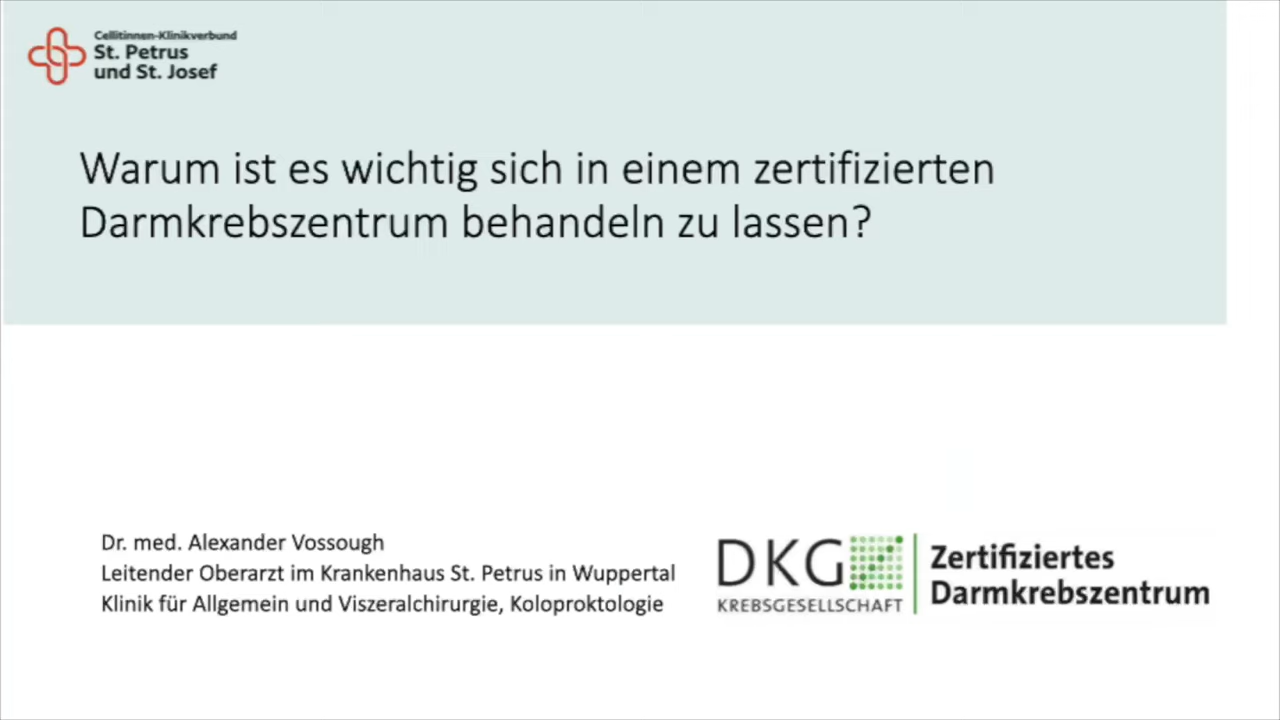 Cellitinnen-Klinikverbund
St. Petrus
und St. Josef
Warum ist es wichtig sich in einem zertifizierten
Darmkrebszentrum behandeln zu lassen?
Dr. med. Alexander Vossough
Leitender Oberarzt im Krankenhaus St. Petrus in Wuppertal
Klinik für Allgemein und Viszeralchirurgie, Koloproktologie
DKG
KREBSGESELLSCHAFT
Zertifiziertes
Darmkrebszentrum